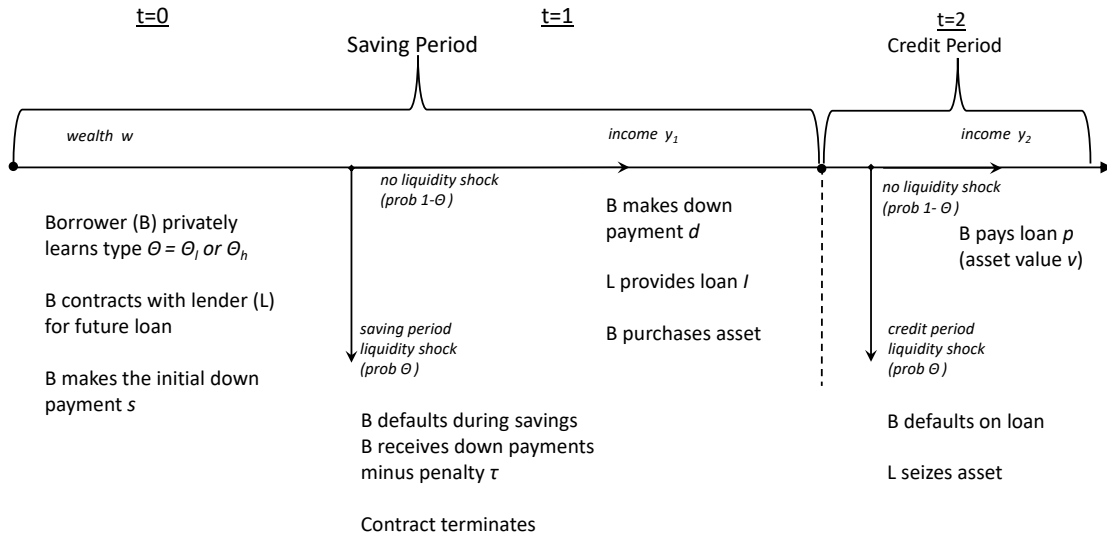 t=0
t=1
t=2
Saving Period
Credit Period
wealth w
income y₁
income y₂
no liquidity shock
(prob 1-Θ )
no liquidity shock
(prob 1- Θ )
Borrower (B) privately
learns type Θ = Θₗ or Θₕ
B contracts with lender (L)
for future loan
B makes the initial down
payment s
B makes down
payment d
L provides loan I
B purchases asset
B pays loan p
(asset value v)
saving period
liquidity shock
(prob Θ )
credit period
liquidity shock
(prob Θ )
B defaults during savings
B receives down payments
minus penalty τ
Contract terminates
B defaults on loan
L seizes asset